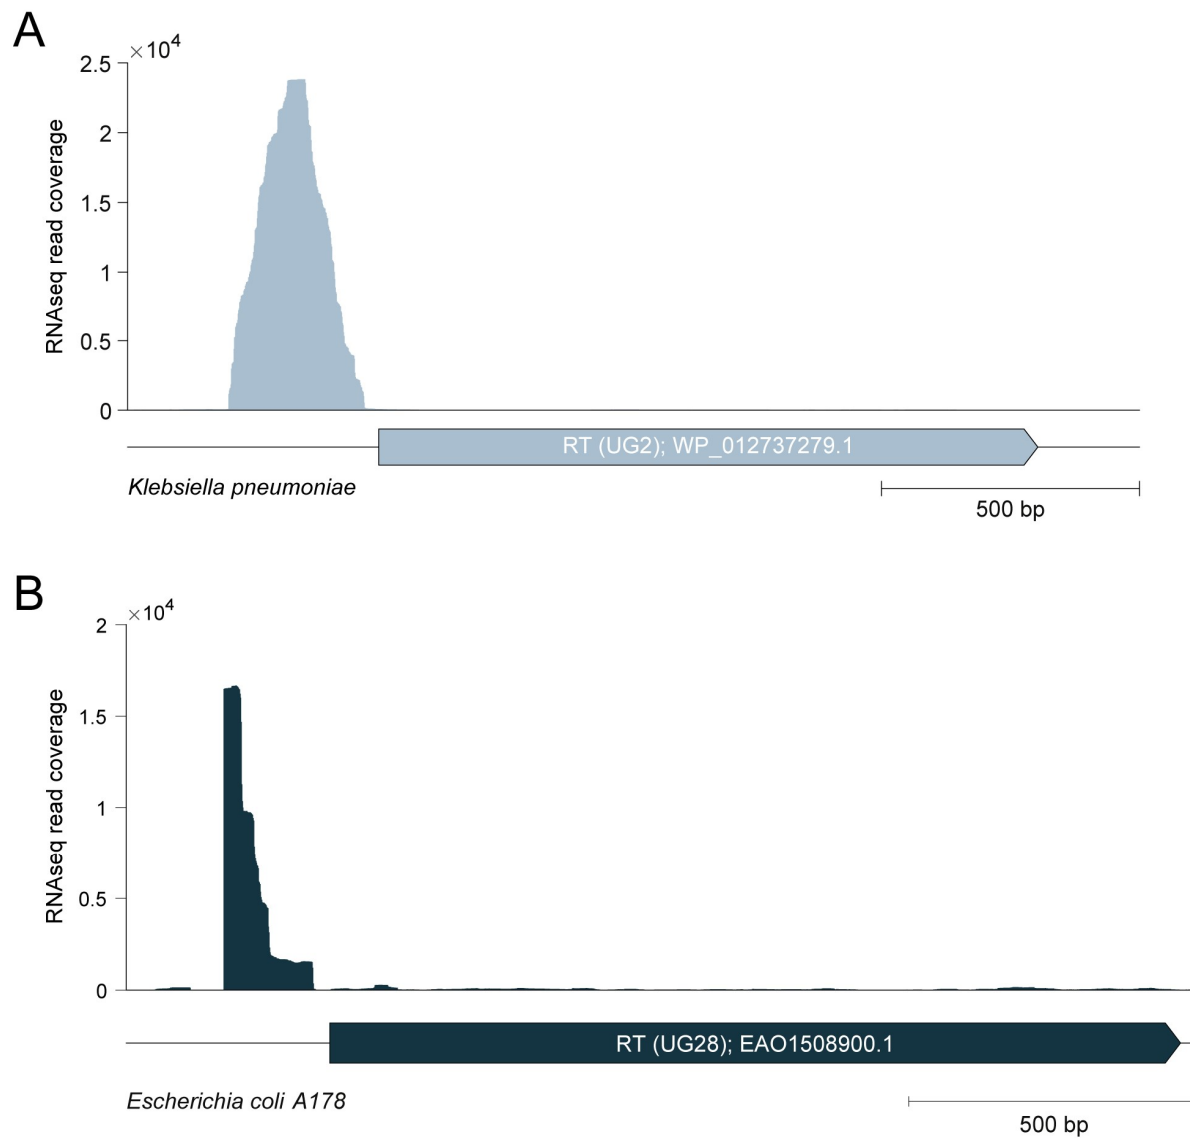 A
×10⁴
2.5
2
1.5
1
0.5
0
RNAseq read coverage
RT (UG2); WP_012737279.1
Klebsiella pneumoniae
500 bp
B
×10⁴
2
1.5
1
0.5
0
RNAseq read coverage
RT (UG28); EAO1508900.1
Escherichia coli A178
500 bp